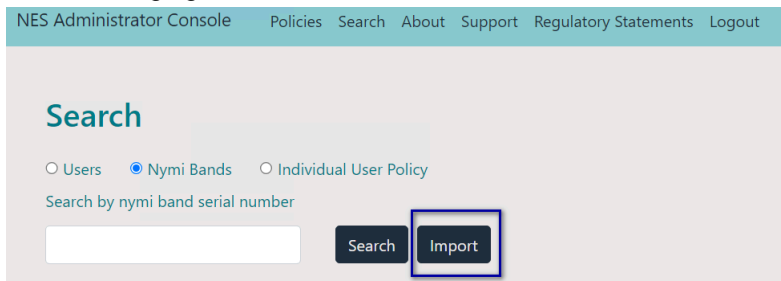 NES Administrator Console Policies Search About Support Regulatory Statements Logout
Search
Users Nymi Bands Individual User Policy
Search by nymi band serial number
Search Import